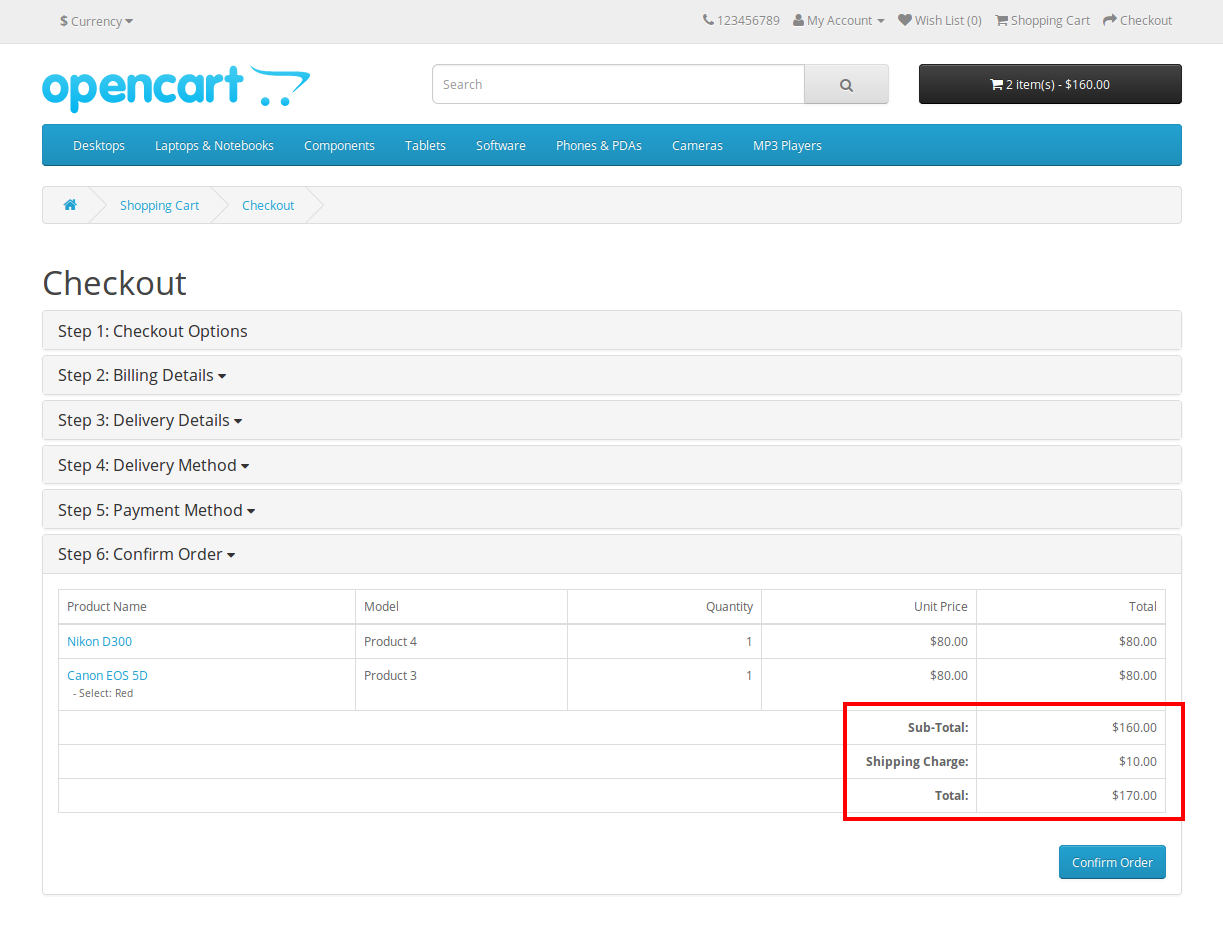 $ Currency
123456789 My Account Wish List (0) Shopping Cart Checkout
opencart
Search
2 item(s) - $160.00
Desktops Laptops & Notebooks Components Tablets Software Phones & PDAs Cameras MP3 Players
Shopping Cart Checkout
Checkout
Step 1: Checkout Options
Step 2: Billing Details
Step 3: Delivery Details
Step 4: Delivery Method
Step 5: Payment Method
Step 6: Confirm Order
Product Name Model Quantity Unit Price Total
Nikon D300 Product 4 1 $80.00 $80.00
Canon EOS 5D Product 3 1 $80.00 $80.00
- Select: Red
Sub-Total: $160.00
Shipping Charge: $10.00
Total: $170.00
Confirm Order